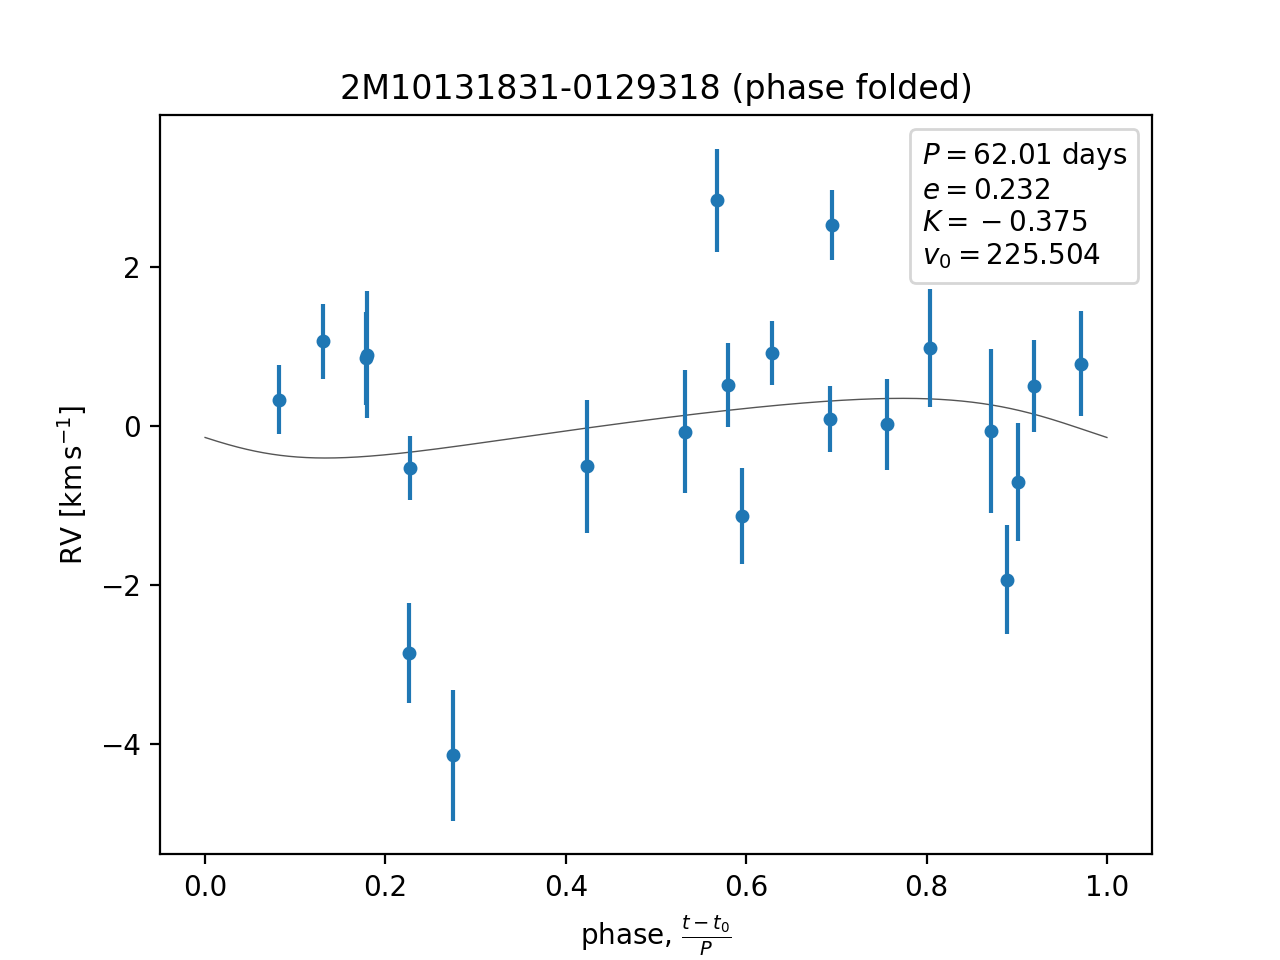 2M10131831-0129318 (phase folded)
P = 62.01 days
e = 0.232
K = −0.375
v₀ = 225.504
RV [km s⁻¹]
2
0
−2
−4
0.0 0.2 0.4 0.6 0.8 1.0
phase, (t − t₀)/P